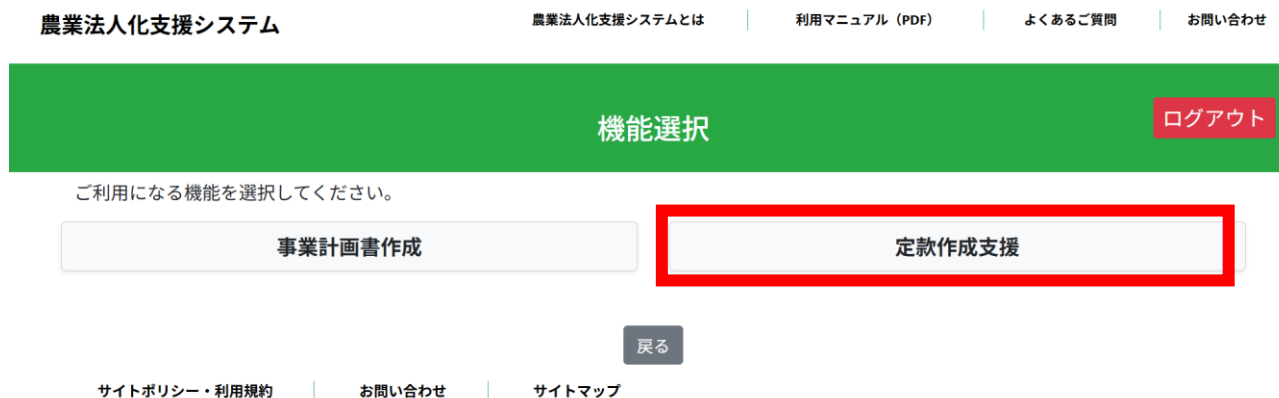 農業法人化支援システム
農業法人化支援システムとは 利用マニュアル（PDF） よくあるご質問 お問い合わせ
機能選択
ログアウト
ご利用になる機能を選択してください。
事業計画書作成 定款作成支援
戻る
サイトポリシー・利用規約 お問い合わせ サイトマップ